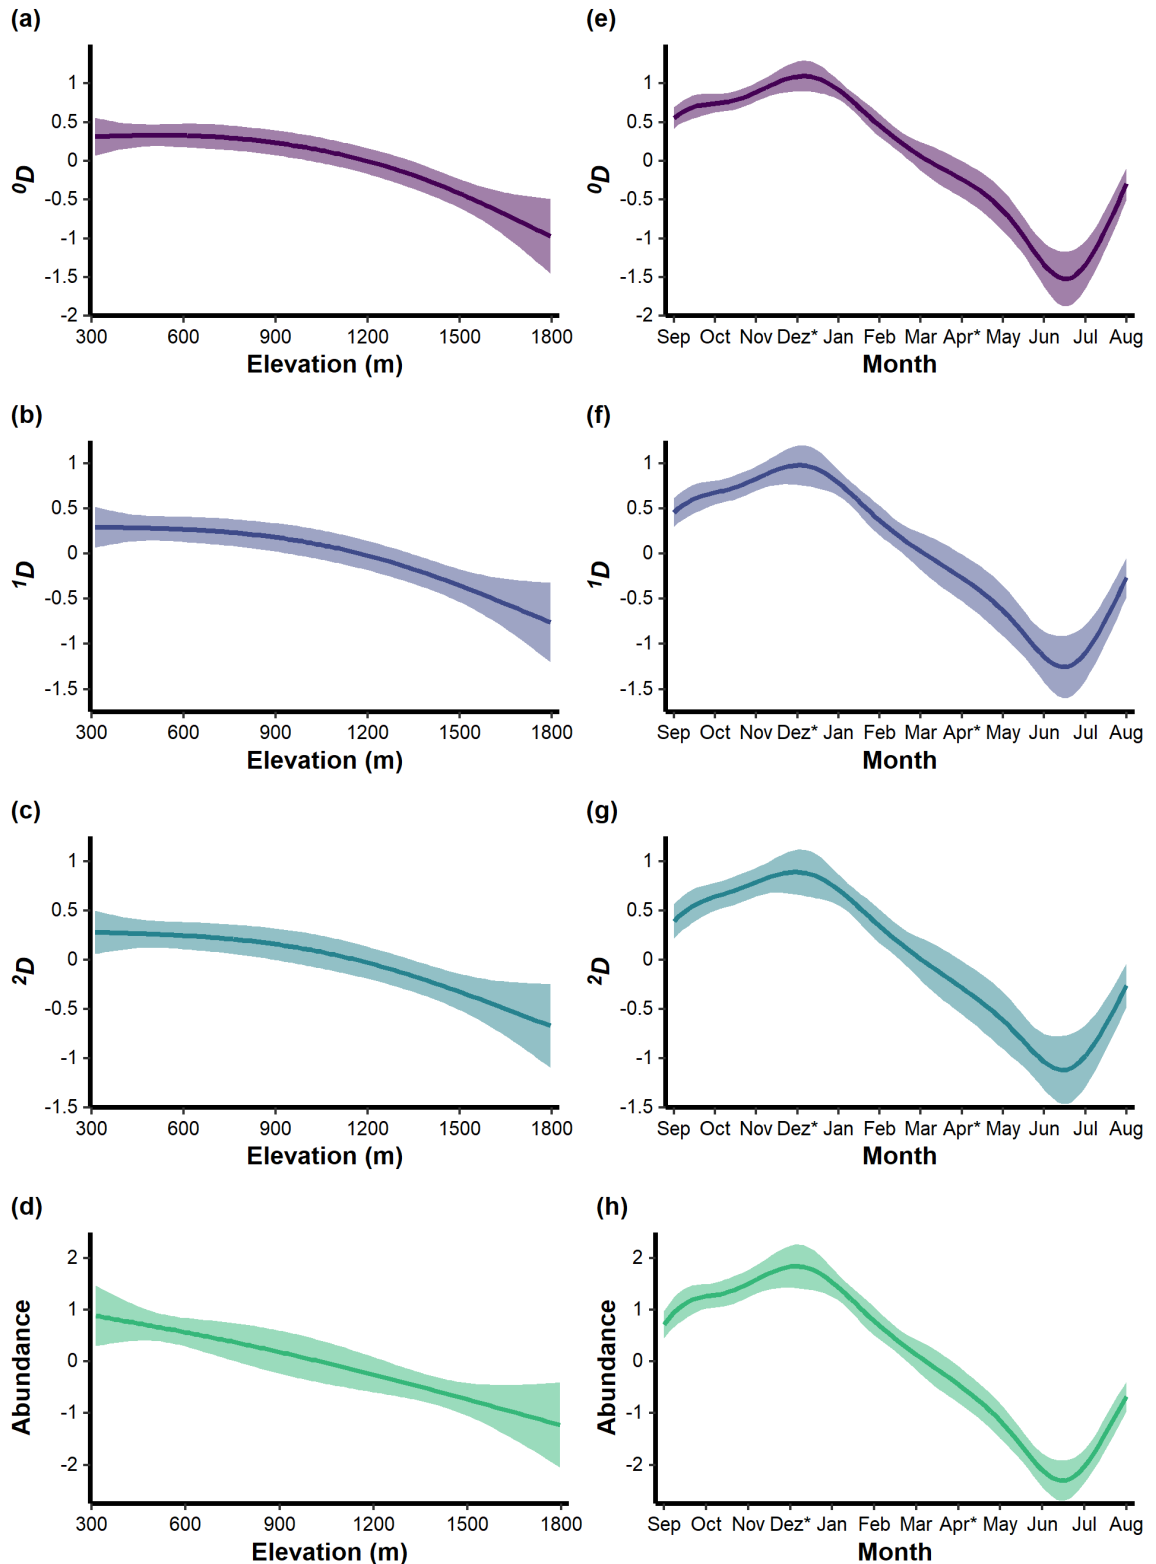 (a)
1
0.5
0
-0.5
-1
-1.5
-2
⁰D
300 600 900 1200 1500 1800
Elevation (m)
(e)
1
0.5
0
-0.5
-1
-1.5
-2
⁰D
Sep Oct Nov Dez* Jan Feb Mar Apr* May Jun Jul Aug
Month
(b)
1
0.5
0
-0.5
-1
-1.5
¹D
300 600 900 1200 1500 1800
Elevation (m)
(f)
1
0.5
0
-0.5
-1
-1.5
¹D
Sep Oct Nov Dez* Jan Feb Mar Apr* May Jun Jul Aug
Month
(c)
1
0.5
0
-0.5
-1
-1.5
²D
300 600 900 1200 1500 1800
Elevation (m)
(g)
1
0.5
0
-0.5
-1
-1.5
²D
Sep Oct Nov Dez* Jan Feb Mar Apr* May Jun Jul Aug
Month
(d)
2
1
0
-1
-2
Abundance
300 600 900 1200 1500 1800
Elevation (m)
(h)
2
1
0
-1
-2
Abundance
Sep Oct Nov Dez* Jan Feb Mar Apr* May Jun Jul Aug
Month